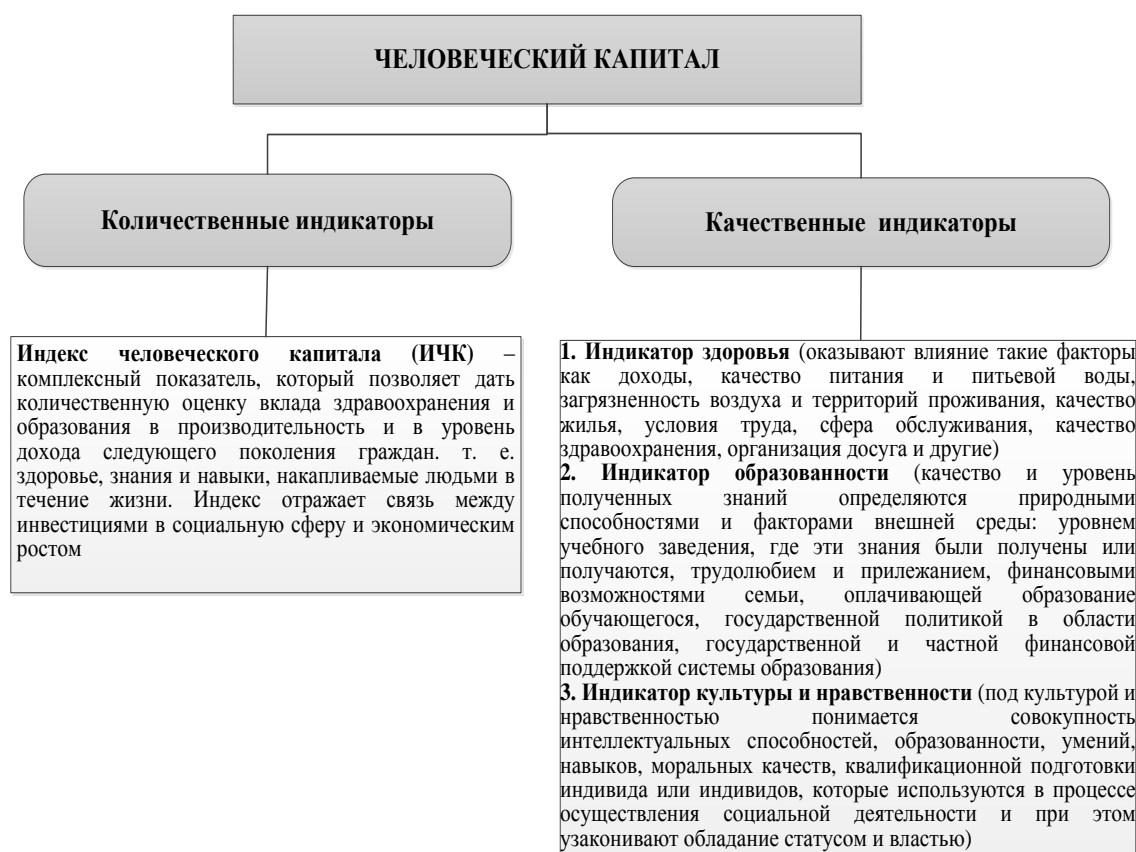 ЧЕЛОВЕЧЕСКИЙ КАПИТАЛ
Количественные индикаторы
Качественные индикаторы
Индекс человеческого капитала (ИЧК) –
комплексный показатель, который позволяет дать
количественную оценку вклада здравоохранения и
образования в производительность и в уровень
дохода следующего поколения граждан. т. е.
здоровье, знания и навыки, накапливаемые людьми в
течение жизни. Индекс отражает связь между
инвестициями в социальную сферу и экономическим
ростом
1. Индикатор здоровья (оказывают влияние такие факторы
как доходы, качество питания и питьевой воды,
загрязненность воздуха и территорий проживания, качество
жилья, условия труда, сфера обслуживания, качество
здравоохранения, организация досуга и другие)
2. Индикатор образованности (качество и уровень
полученных знаний определяются природными
способностями и факторами внешней среды: уровнем
учебного заведения, где эти знания были получены или
получаются, трудолюбием и прилежанием, финансовыми
возможностями семьи, оплачивающей образование
обучающегося, государственной политикой в области
образования, государственной и частной финансовой
поддержкой системы образования)
3. Индикатор культуры и нравственности (под культурой и
нравственностью понимается совокупность
интеллектуальных способностей, образованности, умений,
навыков, моральных качеств, квалификационной подготовки
индивида или индивидов, которые используются в процессе
осуществления социальной деятельности и при этом
узаконивают обладание статусом и властью)